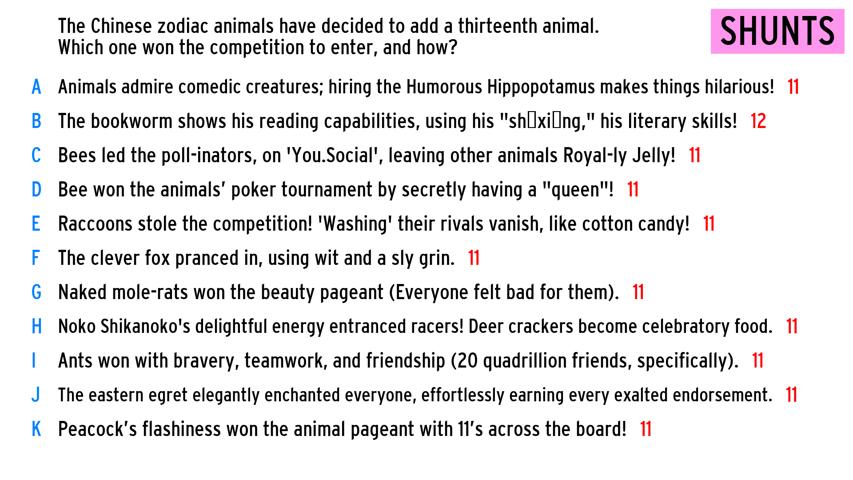 The Chinese zodiac animals have decided to add a thirteenth animal.
Which one won the competition to enter, and how?
SHUNTS
A Animals admire comedic creatures; hiring the Humorous Hippopotamus makes things hilarious! 11
B The bookworm shows his reading capabilities, using his "sh▯xi▯ng," his literary skills! 12
C Bees led the poll-inators, on 'You.Social', leaving other animals Royal-ly Jelly! 11
D Bee won the animals’ poker tournament by secretly having a "queen"! 11
E Raccoons stole the competition! 'Washing' their rivals vanish, like cotton candy! 11
F The clever fox pranced in, using wit and a sly grin. 11
G Naked mole-rats won the beauty pageant (Everyone felt bad for them). 11
H Noko Shikanoko's delightful energy entranced racers! Deer crackers become celebratory food. 11
I Ants won with bravery, teamwork, and friendship (20 quadrillion friends, specifically). 11
J The eastern egret elegantly enchanted everyone, effortlessly earning every exalted endorsement. 11
K Peacock’s flashiness won the animal pageant with 11’s across the board! 11